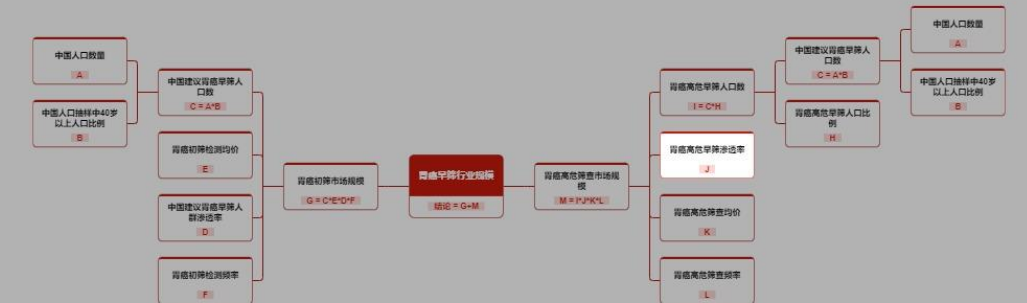 中国人口数量
A
中国人口抽样中40岁
以上人口比例
B
中国建议胃癌早筛人
口数
C = A*B
胃癌初筛检测均价
E
中国建议胃癌早筛人
群渗透率
D
胃癌初筛检测频率
F
胃癌初筛市场规模
G = C*E*D*F
胃癌早筛行业规模
结论 = G+M
胃癌高危筛查市场规
模
M = I*J*K*L
胃癌高危早筛人口数
I = C*H
胃癌高危早筛渗透率
J
胃癌高危筛查均价
K
胃癌高危筛查频率
L
中国建议胃癌早筛人
口数
C = A*B
胃癌高危早筛人口比
例
H
中国人口数量
A
中国人口抽样中40岁
以上人口比例
B